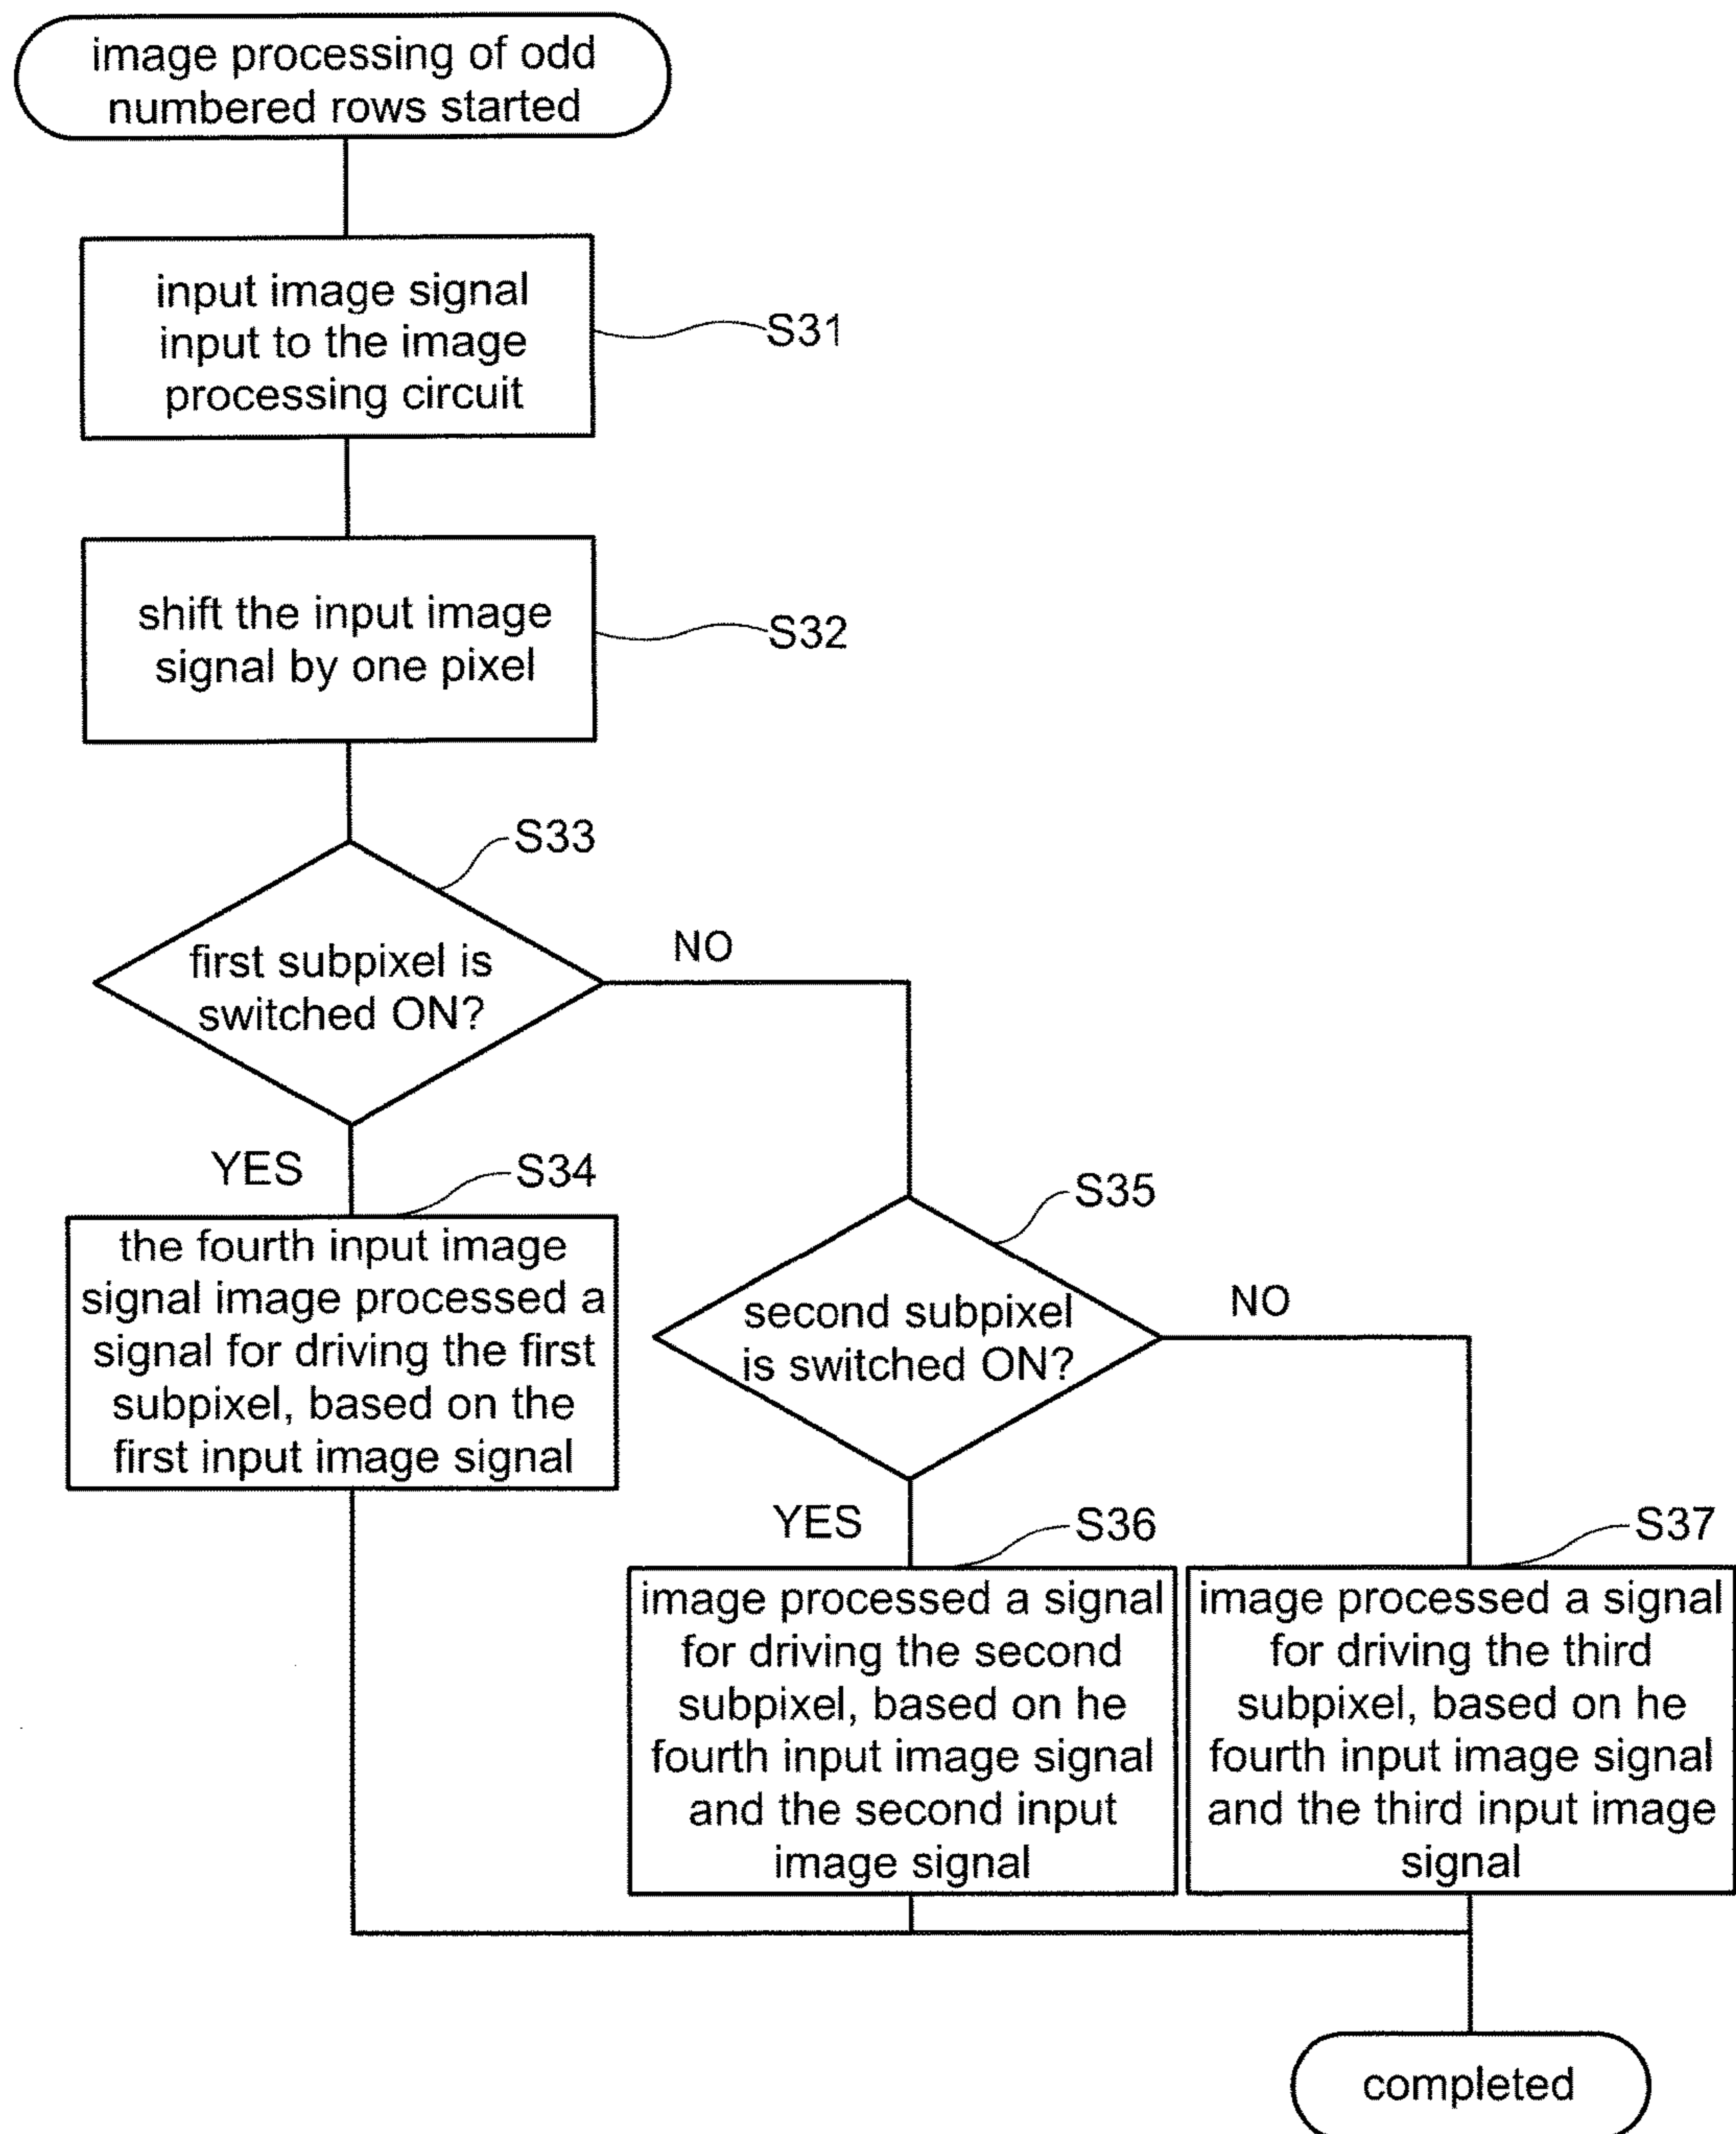 image processing of odd
numbered rows started
input image signal
input to the image
processing circuit
S31
shift the input image
signal by one pixel
S32
S33
first subpixel is
switched ON?
NO
YES
S34
the fourth input image
signal image processed a
signal for driving the first
subpixel, based on the
first input image signal
S35
second subpixel
is switched ON?
NO
YES
S36
image processed a signal
for driving the second
subpixel, based on he
fourth input image signal
and the second input
image signal
S37
image processed a signal
for driving the third
subpixel, based on he
fourth input image signal
and the third input image
signal
completed